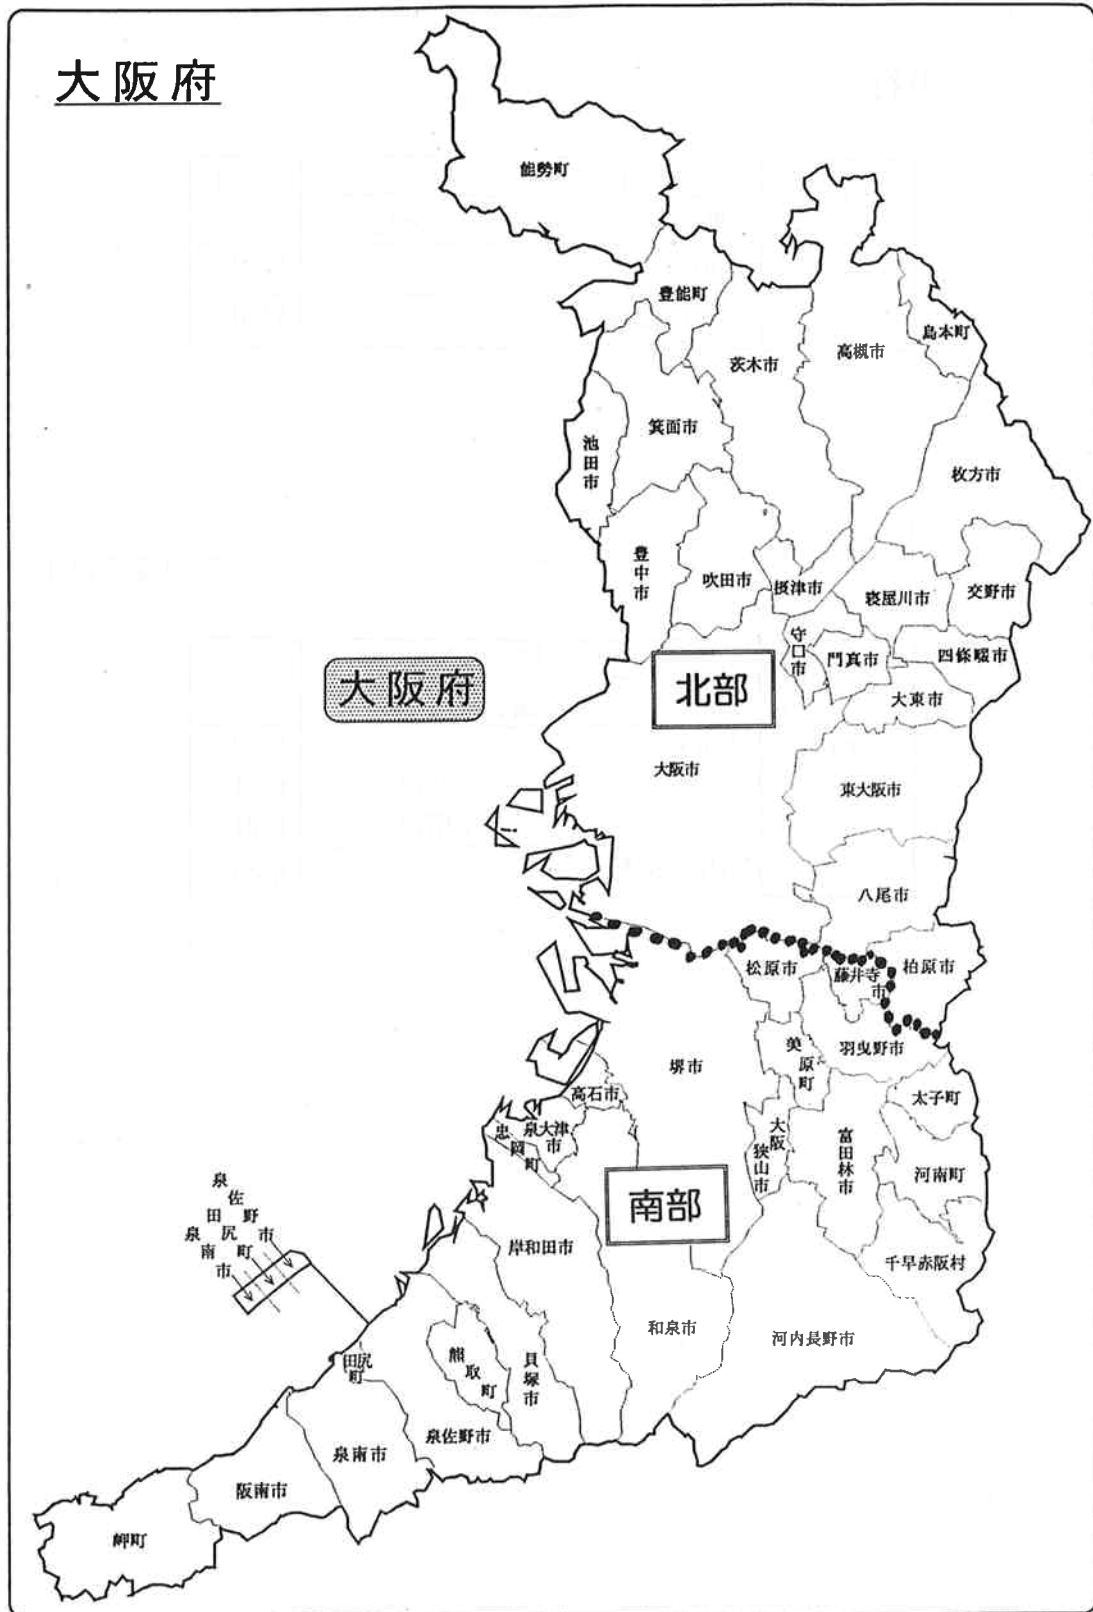 大阪府
能勢町
豊能町
島本町
高槻市
茨木市
箕面市
池田市
枚方市
豊中市
吹田市
摂津市
寝屋川市
交野市
守口市
門真市
四條畷市
大東市
大阪府
北部
大阪市
東大阪市
八尾市
松原市
藤井寺市
柏原市
羽曳野市
美原町
堺市
高石市
太子町
泉大津市
忠岡町
大阪狭山市
富田林市
河南町
南部
泉佐野市
田尻町
泉南市
岸和田市
千早赤阪村
和泉市
河内長野市
熊取町
貝塚市
田尻町
泉佐野市
泉南市
阪南市
岬町